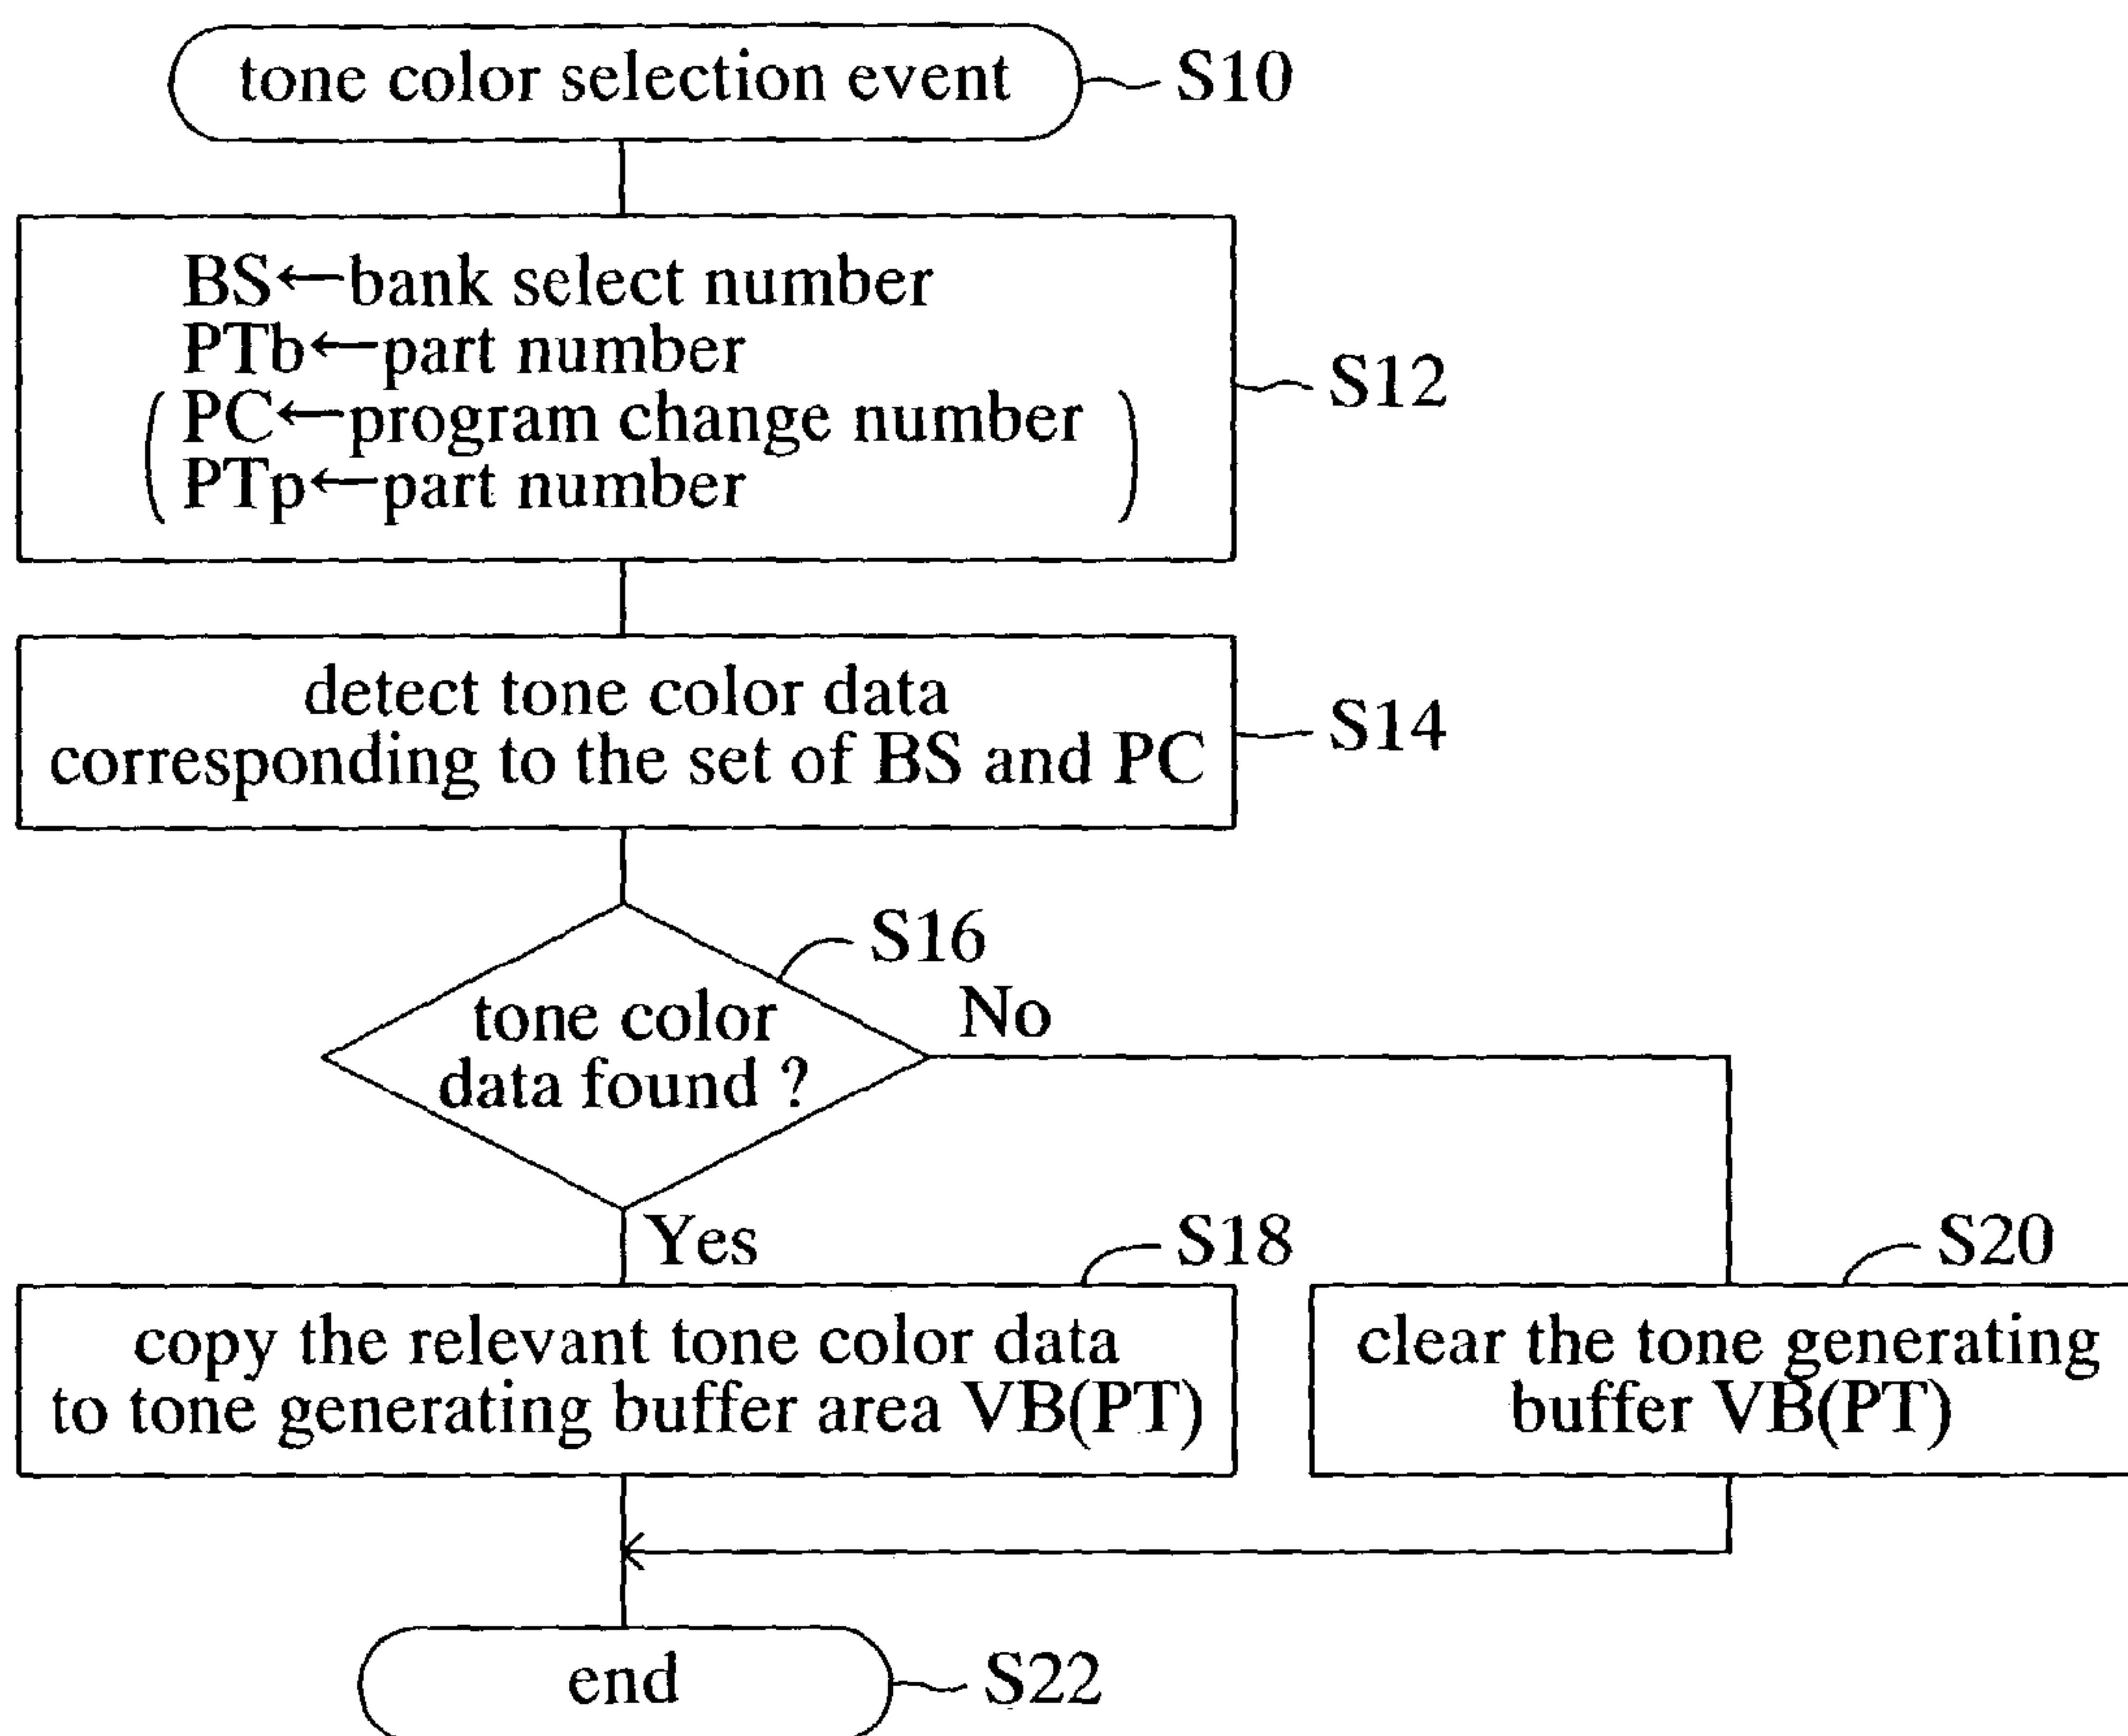 tone color selection event
S10
BS←bank select number
PTb←part number
(PC←program change number
PTp←part number)
S12
detect tone color data
corresponding to the set of BS and PC
S14
S16
tone color
data found ?
No
Yes
S18
copy the relevant tone color data
to tone generating buffer area VB(PT)
S20
clear the tone generating
buffer VB(PT)
end
S22